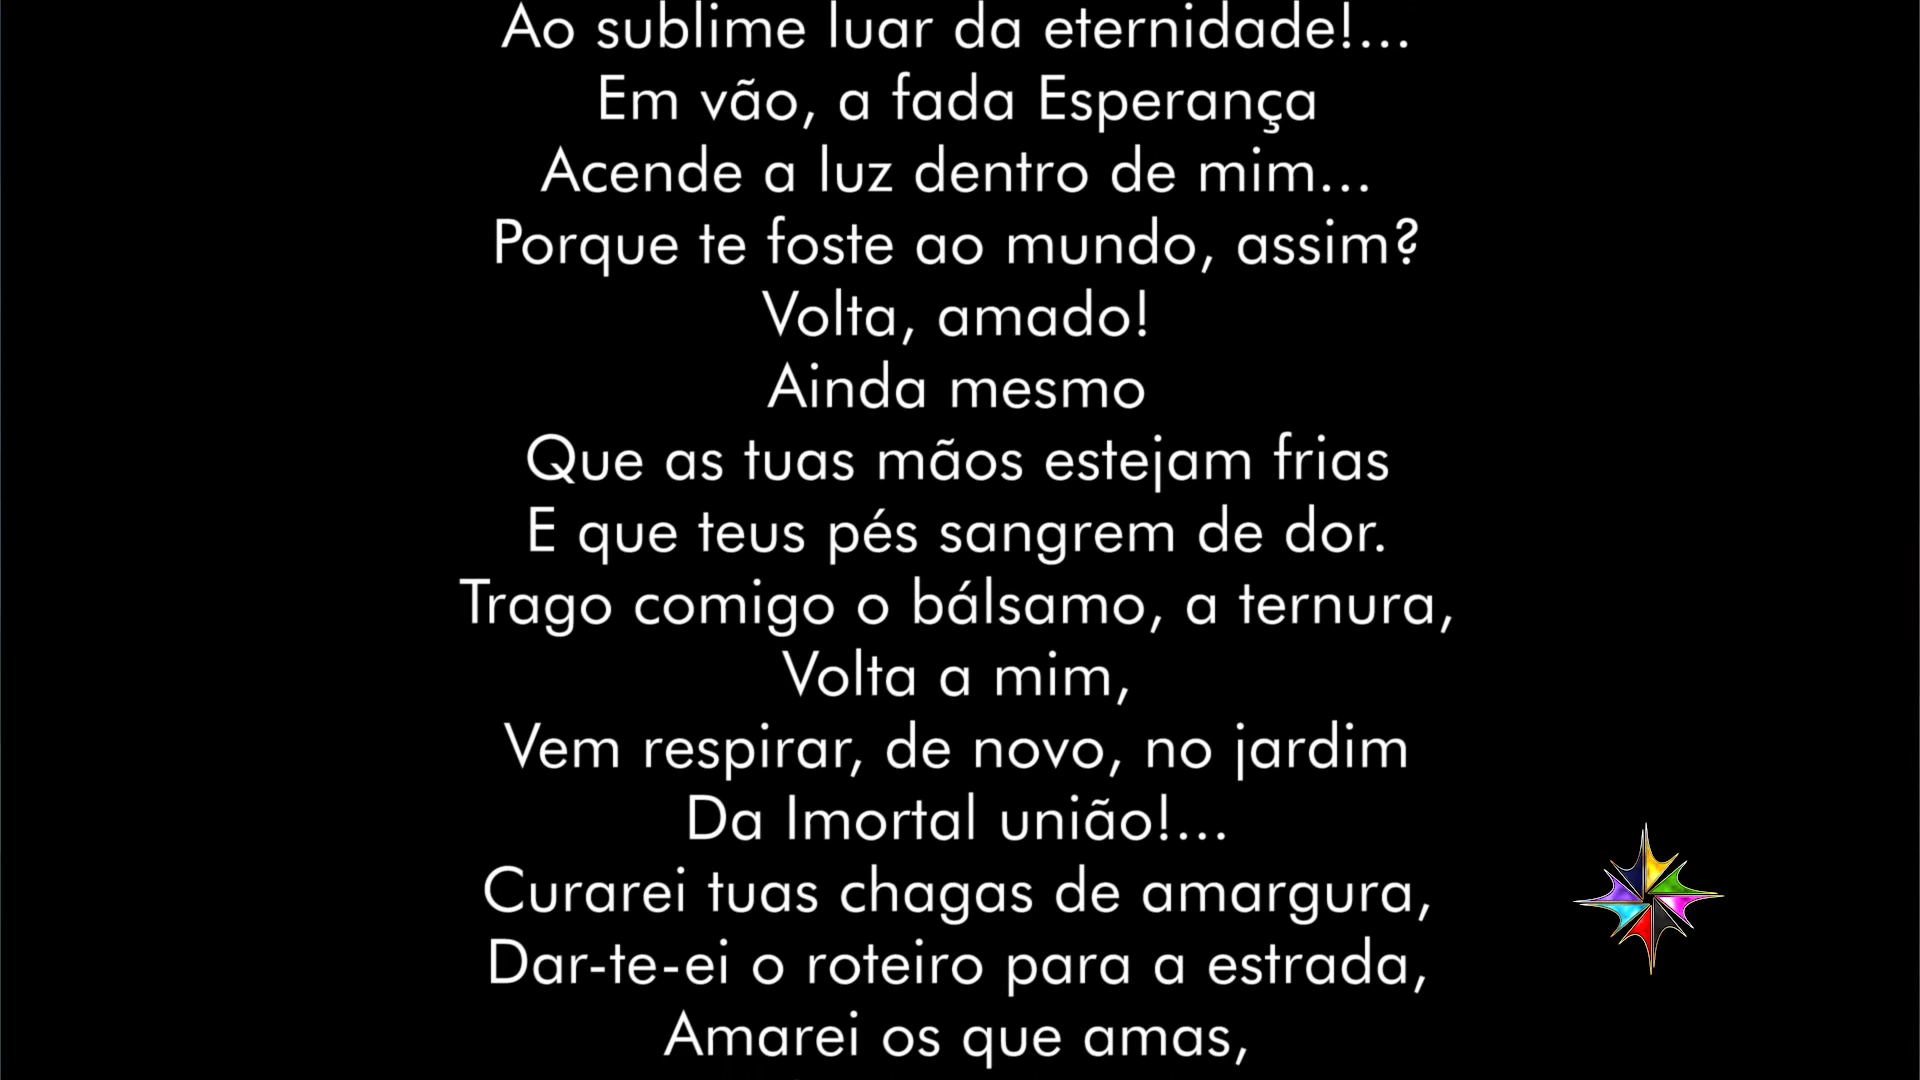 Ao sublime luar da eternidade!...
Em vão, a fada Esperança
Acende a luz dentro de mim...
Porque te foste ao mundo, assim?
Volta, amado!
Ainda mesmo
Que as tuas mãos estejam frias
E que teus pés sangrem de dor.
Trago comigo o bálsamo, a ternura,
Volta a mim,
Vem respirar, de novo, no jardim
Da Imortal união!...
Curarei tuas chagas de amargura,
Dar-te-ei o roteiro para a estrada,
Amarei os que amas,